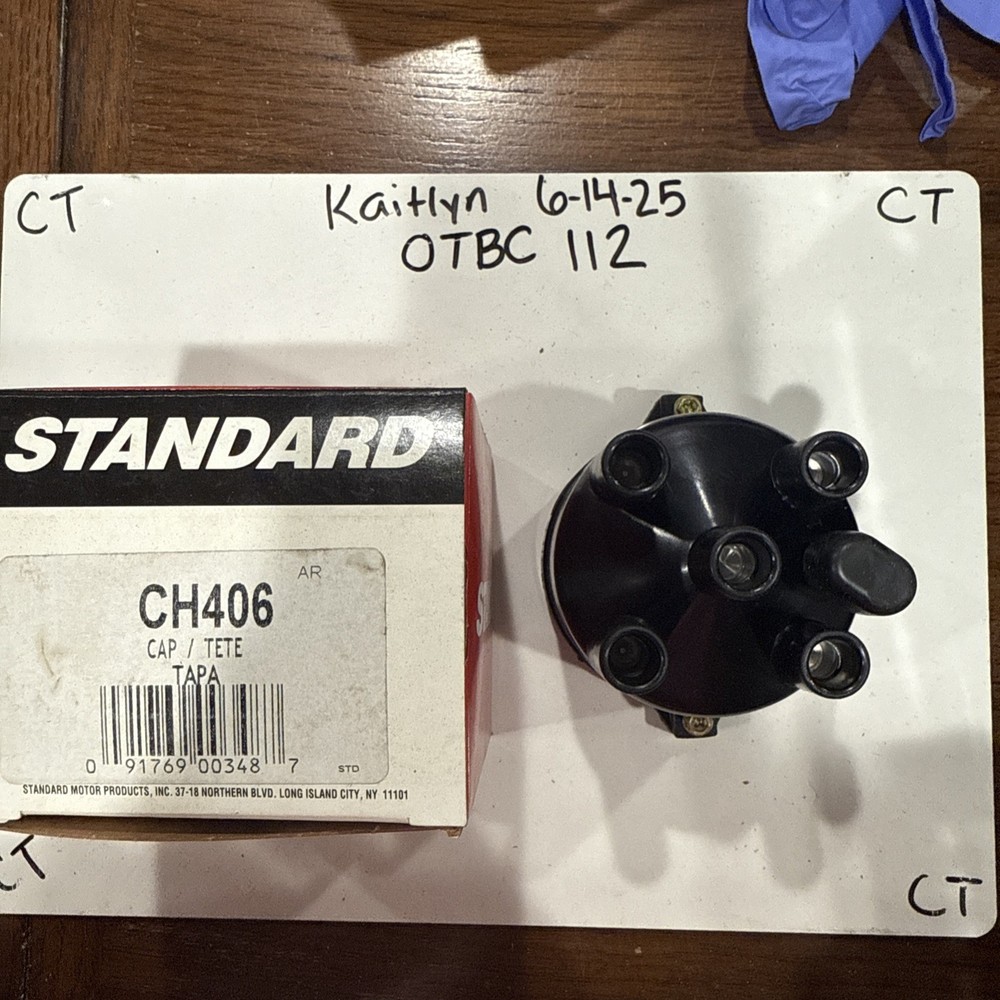 CT
Kaitlyn 6-14-25
CT
OTBC 112
STANDARD
AR
CH406
CAP / TETE
TAPA
0 91769 00348 7
STD
STANDARD MOTOR PRODUCTS, INC. 37-18 NORTHERN BLVD. LONG ISLAND CITY, NY 11101
CT
CT